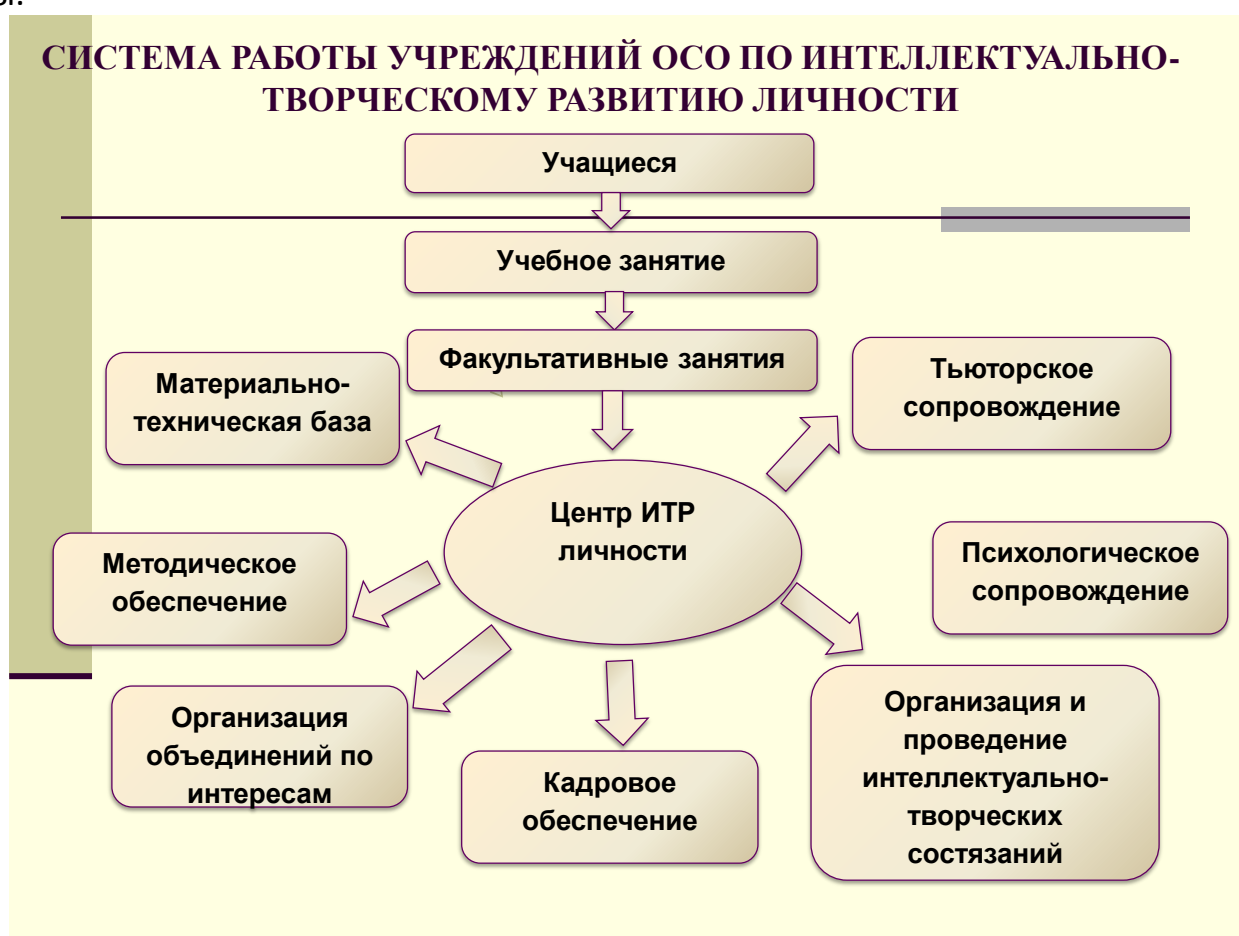 СИСТЕМА РАБОТЫ УЧРЕЖДЕНИЙ ОСО ПО ИНТЕЛЛЕКТУАЛЬНО-
ТВОРЧЕСКОМУ РАЗВИТИЮ ЛИЧНОСТИ
Учащиеся
Учебное занятие
Факультативные занятия
Материально-
техническая база
Тьюторское
сопровождение
Центр ИТР
личности
Методическое
обеспечение
Психологическое
сопровождение
Организация
объединений по
интересам
Кадровое
обеспечение
Организация и
проведение
интеллектуально-
творческих
состязаний